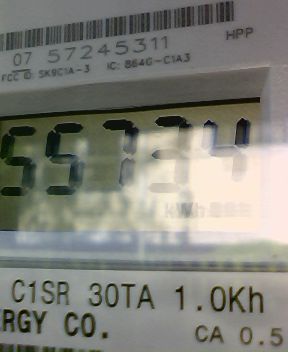 07 57245311
HPP
FCC ID: SK9C1A-3 IC: 864G-C1A3
55734
kWh
C1SR 30TA 1.0Kh
RGY CO.
CA 0.5